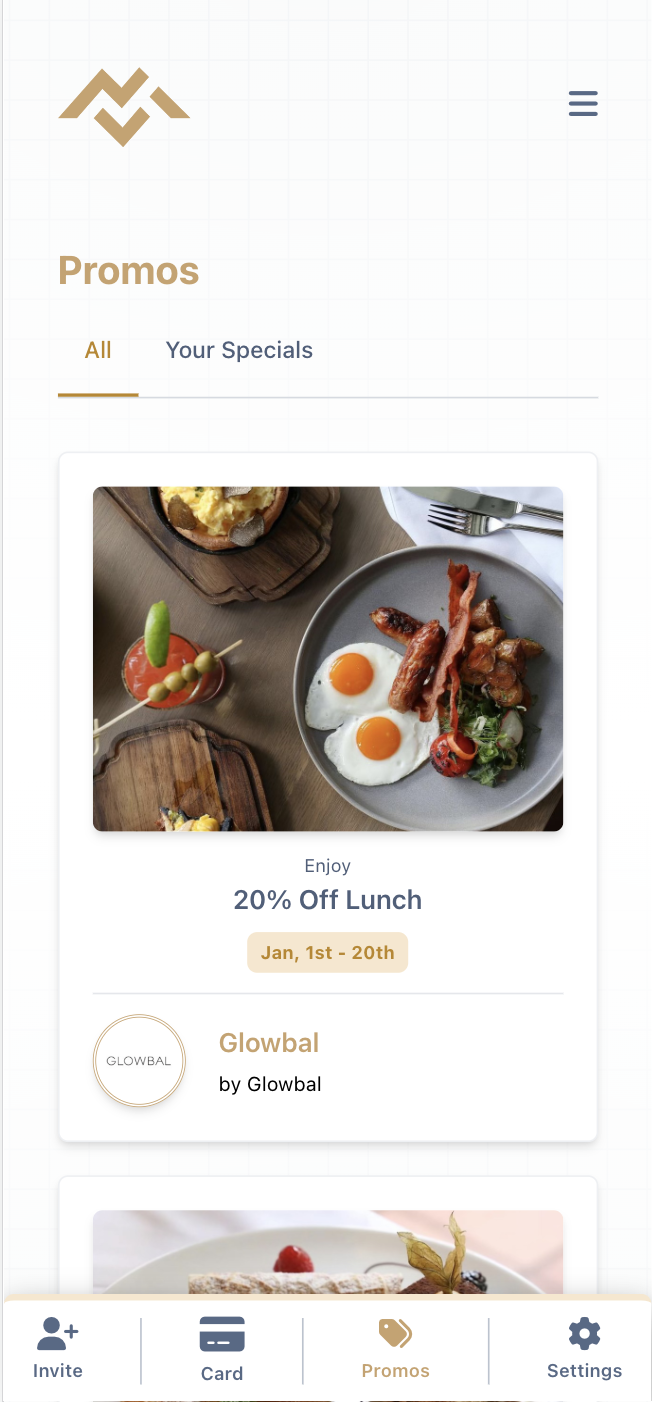 Promos
All
Your Specials
Enjoy
20% Off Lunch
Jan, 1st - 20th
GLOWBAL
Glowbal
by Glowbal
Invite
Card
Promos
Settings